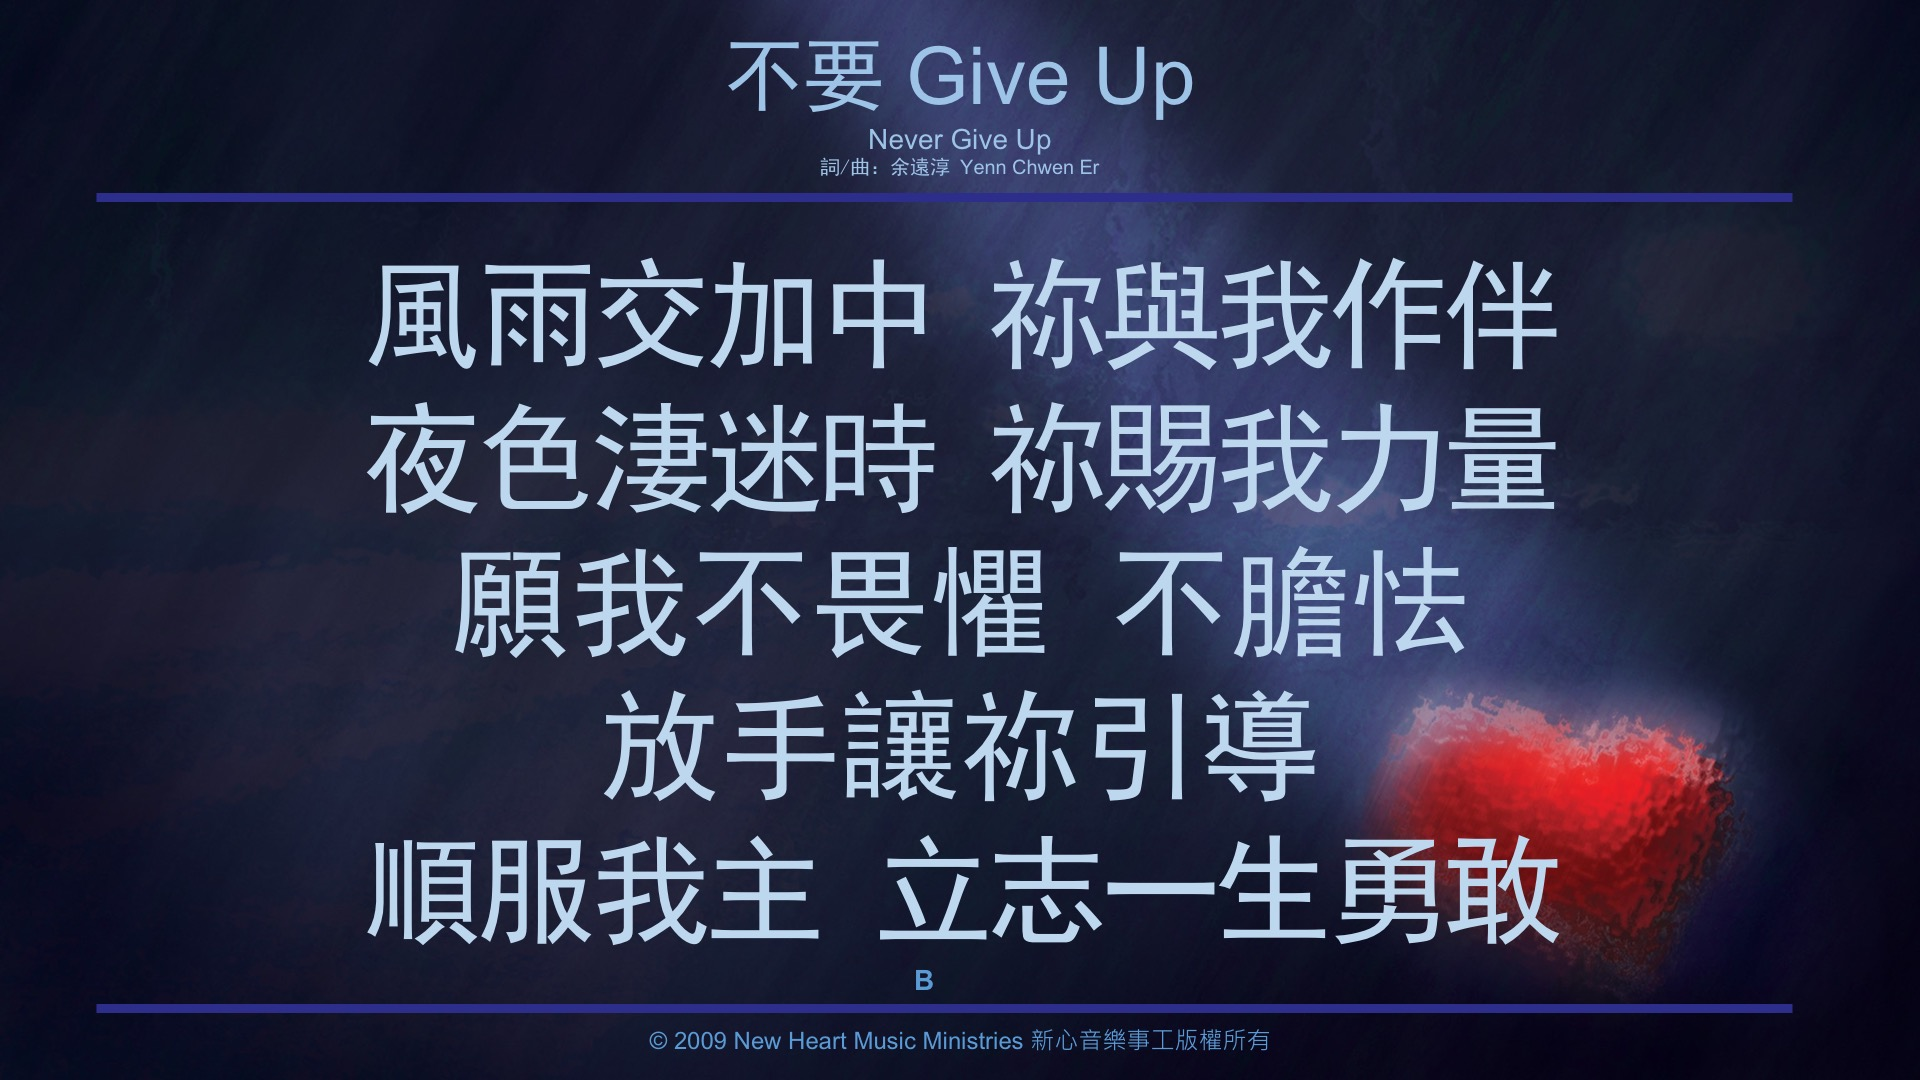 不要 Give Up
Never Give Up
詞/曲：余遠淳 Yenn Chwen Er
風雨交加中 祢與我作伴
夜色淒迷時 祢賜我力量
願我不畏懼 不膽怯
放手讓祢引導
順服我主 立志一生勇敢
B
© 2009 New Heart Music Ministries 新心音樂事工版權所有